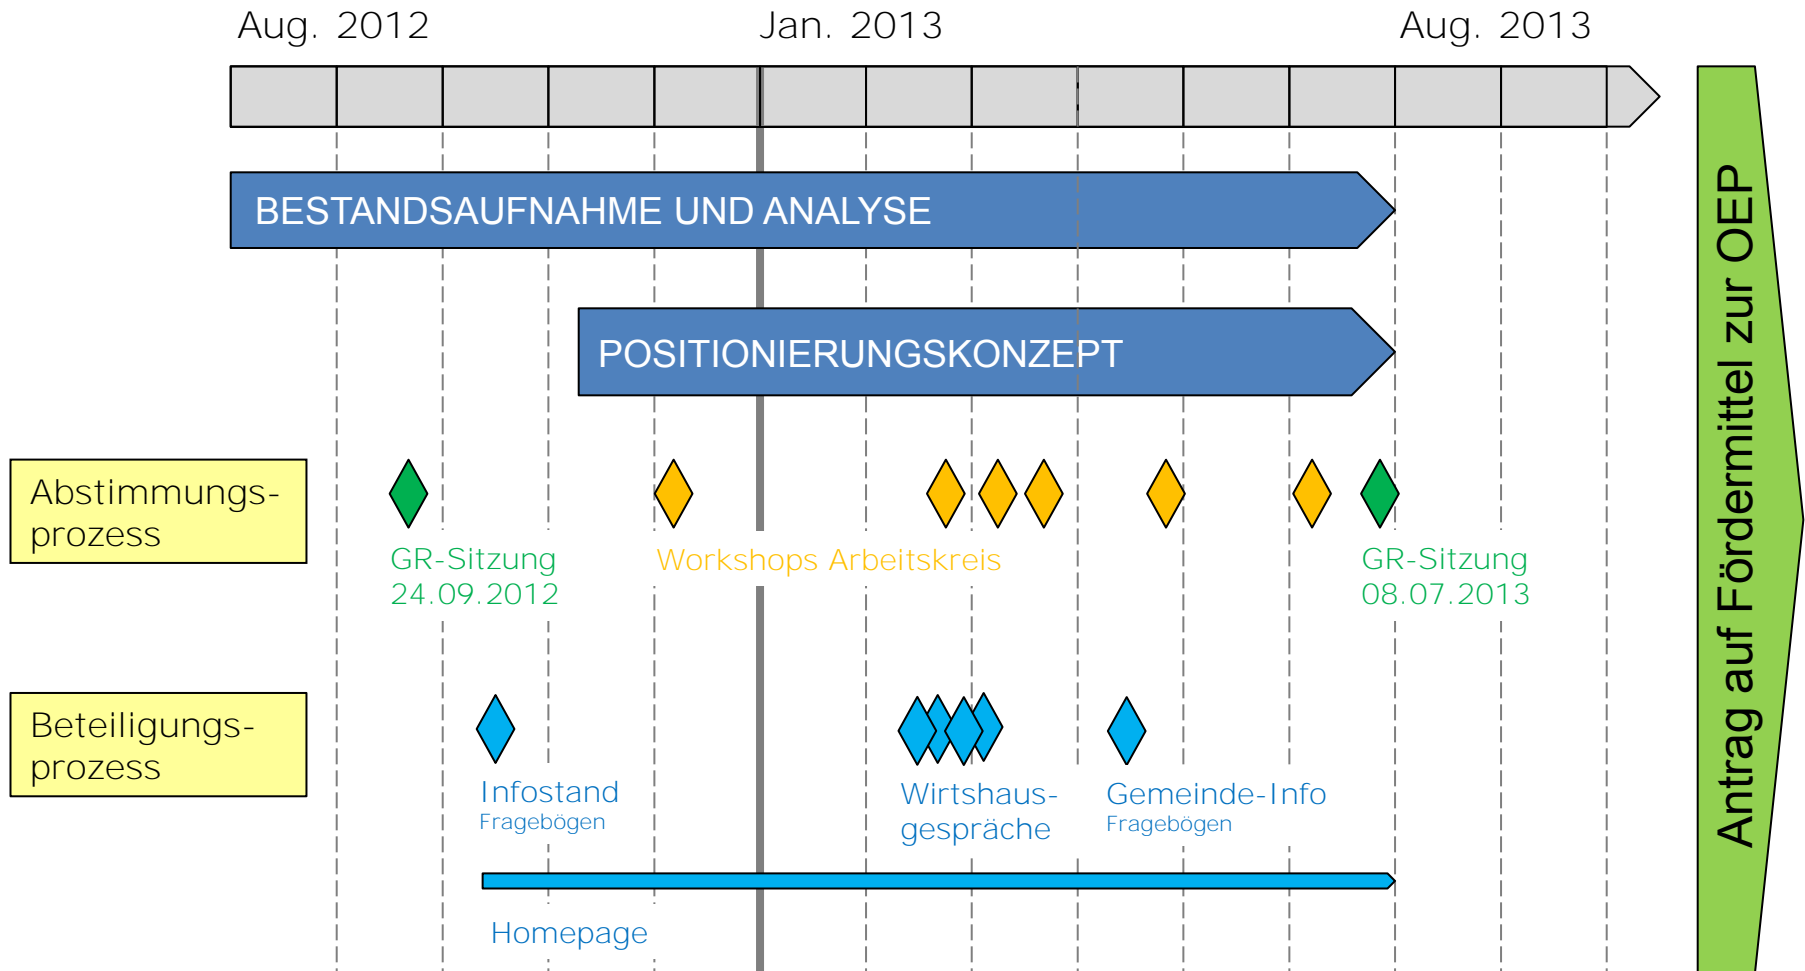 Aug. 2012
Jan. 2013
Aug. 2013
BESTANDSAUFNAHME UND ANALYSE
POSITIONIERUNGSKONZEPT
Abstimmungs-
prozess
GR-Sitzung
24.09.2012
Workshops Arbeitskreis
GR-Sitzung
08.07.2013
Beteiligungs-
prozess
Infostand
Fragebögen
Wirtshaus-
gespräche
Gemeinde-Info
Fragebögen
Homepage
Antrag auf Fördermittel zur OEP